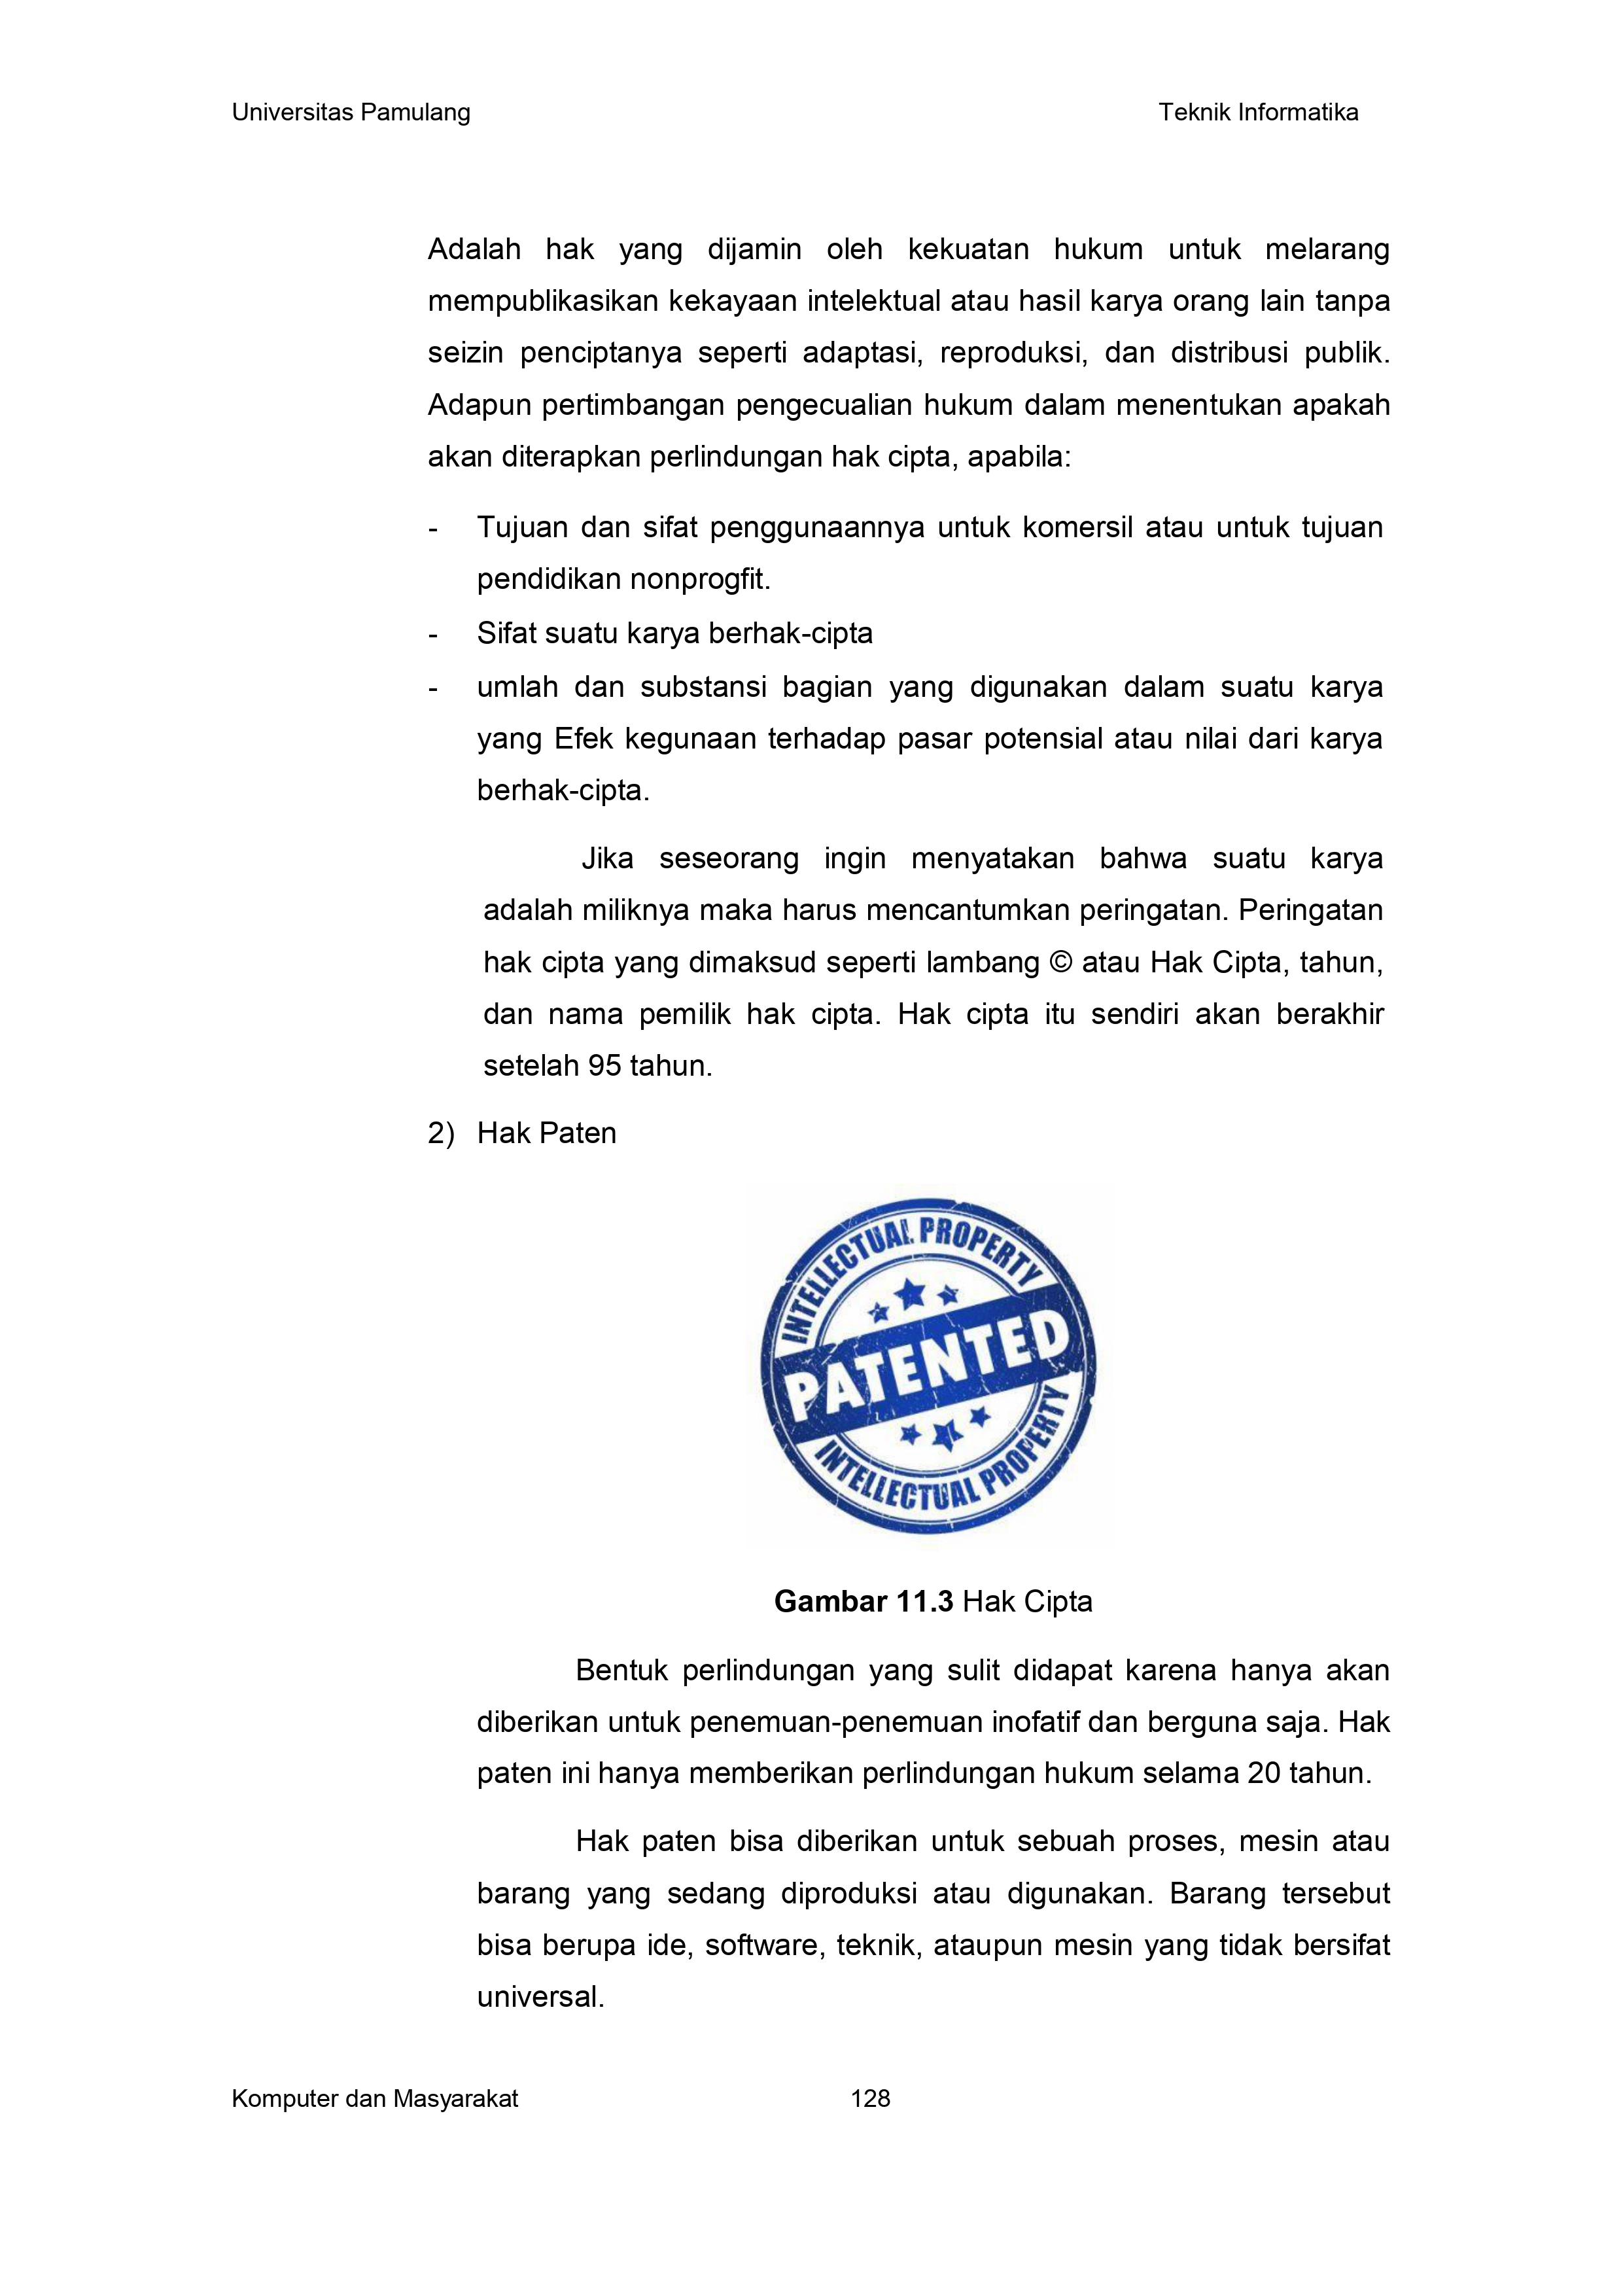 Universitas Pamulang Teknik Informatika
Adalah hak yang dijamin oleh kekuatan hukum untuk melarang
mempublikasikan kekayaan intelektual atau hasil karya orang lain tanpa
seizin penciptanya seperti adaptasi, reproduksi, dan distribusi publik.
Adapun pertimbangan pengecualian hukum dalam menentukan apakah
akan diterapkan perlindungan hak cipta, apabila:
- Tujuan dan sifat penggunaannya untuk komersil atau untuk tujuan
pendidikan nonprogfit.
- Sifat suatu karya berhak-cipta
- umlah dan substansi bagian yang digunakan dalam suatu karya
yang Efek kegunaan terhadap pasar potensial atau nilai dari karya
berhak-cipta.
Jika seseorang ingin menyatakan bahwa suatu karya
adalah miliknya maka harus mencantumkan peringatan. Peringatan
hak cipta yang dimaksud seperti lambang © atau Hak Cipta, tahun,
dan nama pemilik hak cipta. Hak cipta itu sendiri akan berakhir
setelah 95 tahun.
2) Hak Paten
INTELLECTUAL PROPERTY
PATENTED
INTELLECTUAL PROPERTY
Gambar 11.3 Hak Cipta
Bentuk perlindungan yang sulit didapat karena hanya akan
diberikan untuk penemuan-penemuan inofatif dan berguna saja. Hak
paten ini hanya memberikan perlindungan hukum selama 20 tahun.
Hak paten bisa diberikan untuk sebuah proses, mesin atau
barang yang sedang diproduksi atau digunakan. Barang tersebut
bisa berupa ide, software, teknik, ataupun mesin yang tidak bersifat
universal.
Komputer dan Masyarakat 128